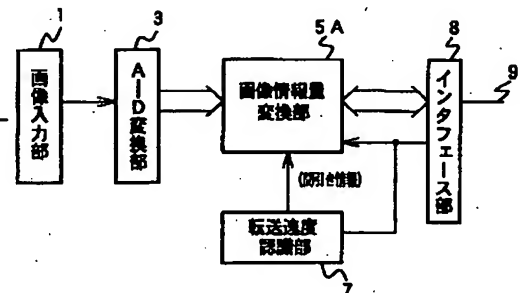 1
3
5 A
8
9
画像入力部
A―D変換部
画像情報量
変換部
インタフェース部
(間引き情報)
転送速度
認識部
7